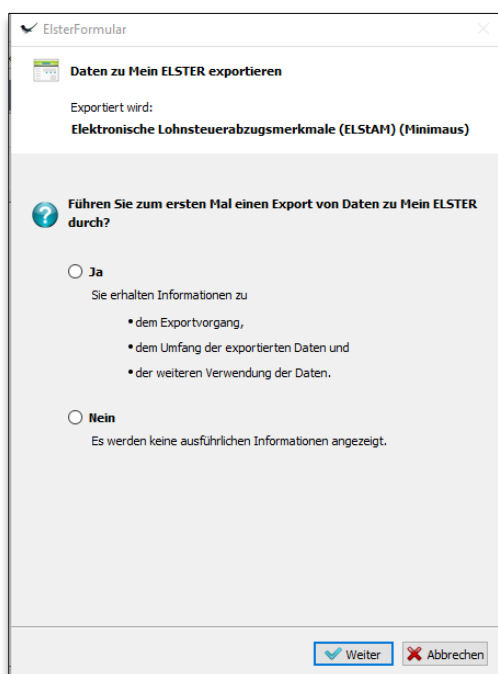 ElsterFormular
Daten zu Mein ELSTER exportieren
Exportiert wird:
Elektronische Lohnsteuerabzugsmerkmale (ELStAM) (Minimaus)
Führen Sie zum ersten Mal einen Export von Daten zu Mein ELSTER
durch?
Ja
Sie erhalten Informationen zu
• dem Exportvorgang,
• dem Umfang der exportierten Daten und
• der weiteren Verwendung der Daten.
Nein
Es werden keine ausführlichen Informationen angezeigt.
Weiter
Abbrechen